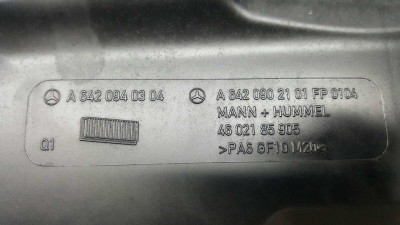 A 642 094 03 04
A 642 090 21 01 FP 0104
MANN + HUMMEL
46 021 85 905
Q1
>PA6 GF10 M20<